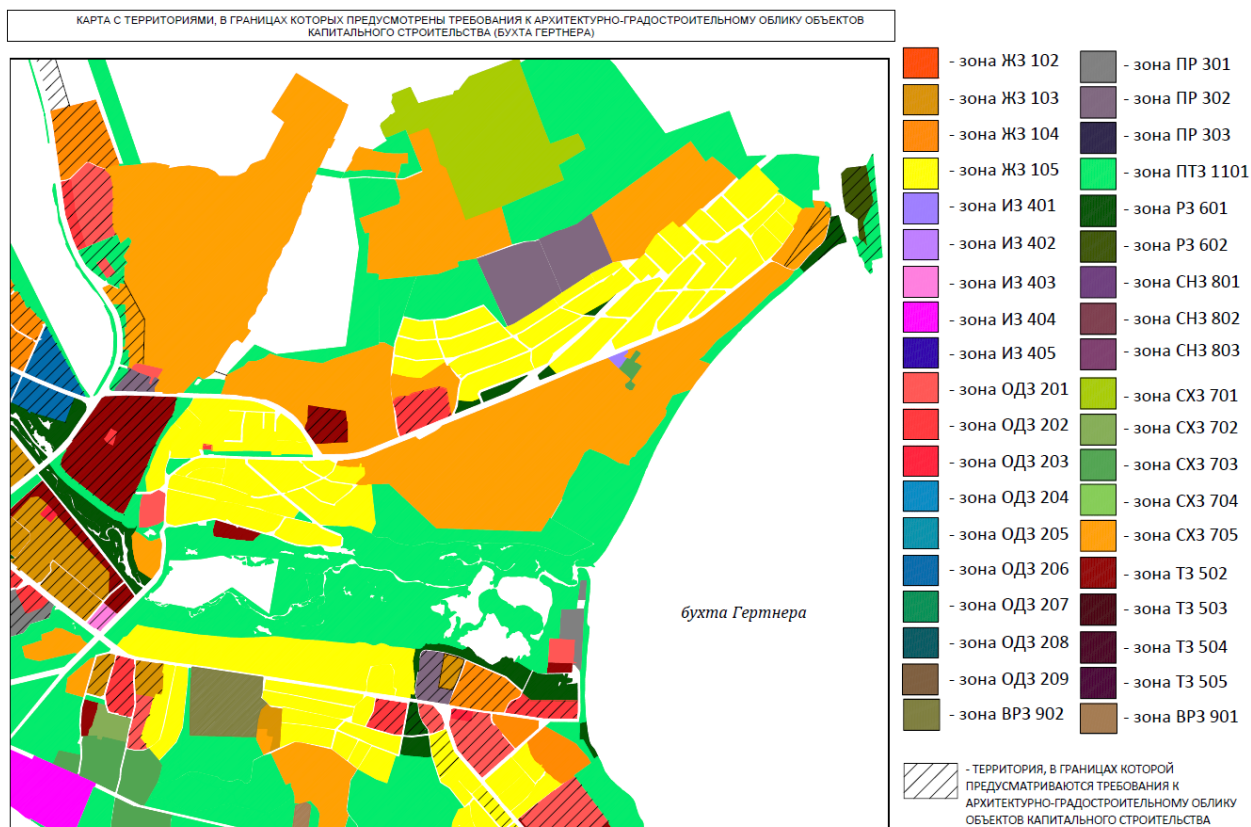 КАРТА С ТЕРРИТОРИЯМИ, В ГРАНИЦАХ КОТОРЫХ ПРЕДУСМОТРЕНЫ ТРЕБОВАНИЯ К АРХИТЕКТУРНО-ГРАДОСТРОИТЕЛЬНОМУ ОБЛИКУ ОБЪЕКТОВ
КАПИТАЛЬНОГО СТРОИТЕЛЬСТВА (БУХТА ГЕРТНЕРА)
бухта Гертнера
- зона ЖЗ 102
- зона ЖЗ 103
- зона ЖЗ 104
- зона ЖЗ 105
- зона ИЗ 401
- зона ИЗ 402
- зона ИЗ 403
- зона ИЗ 404
- зона ИЗ 405
- зона ОДЗ 201
- зона ОДЗ 202
- зона ОДЗ 203
- зона ОДЗ 204
- зона ОДЗ 205
- зона ОДЗ 206
- зона ОДЗ 207
- зона ОДЗ 208
- зона ОДЗ 209
- зона ВРЗ 902
- зона ПР 301
- зона ПР 302
- зона ПР 303
- зона ПТЗ 1101
- зона РЗ 601
- зона РЗ 602
- зона СНЗ 801
- зона СНЗ 802
- зона СНЗ 803
- зона СХЗ 701
- зона СХЗ 702
- зона СХЗ 703
- зона СХЗ 704
- зона СХЗ 705
- зона ТЗ 502
- зона ТЗ 503
- зона ТЗ 504
- зона ТЗ 505
- зона ВРЗ 901
- ТЕРРИТОРИЯ, В ГРАНИЦАХ КОТОРОЙ
ПРЕДУСМАТРИВАЮТСЯ ТРЕБОВАНИЯ К
АРХИТЕКТУРНО-ГРАДОСТРОИТЕЛЬНОМУ ОБЛИКУ
ОБЪЕКТОВ КАПИТАЛЬНОГО СТРОИТЕЛЬСТВА